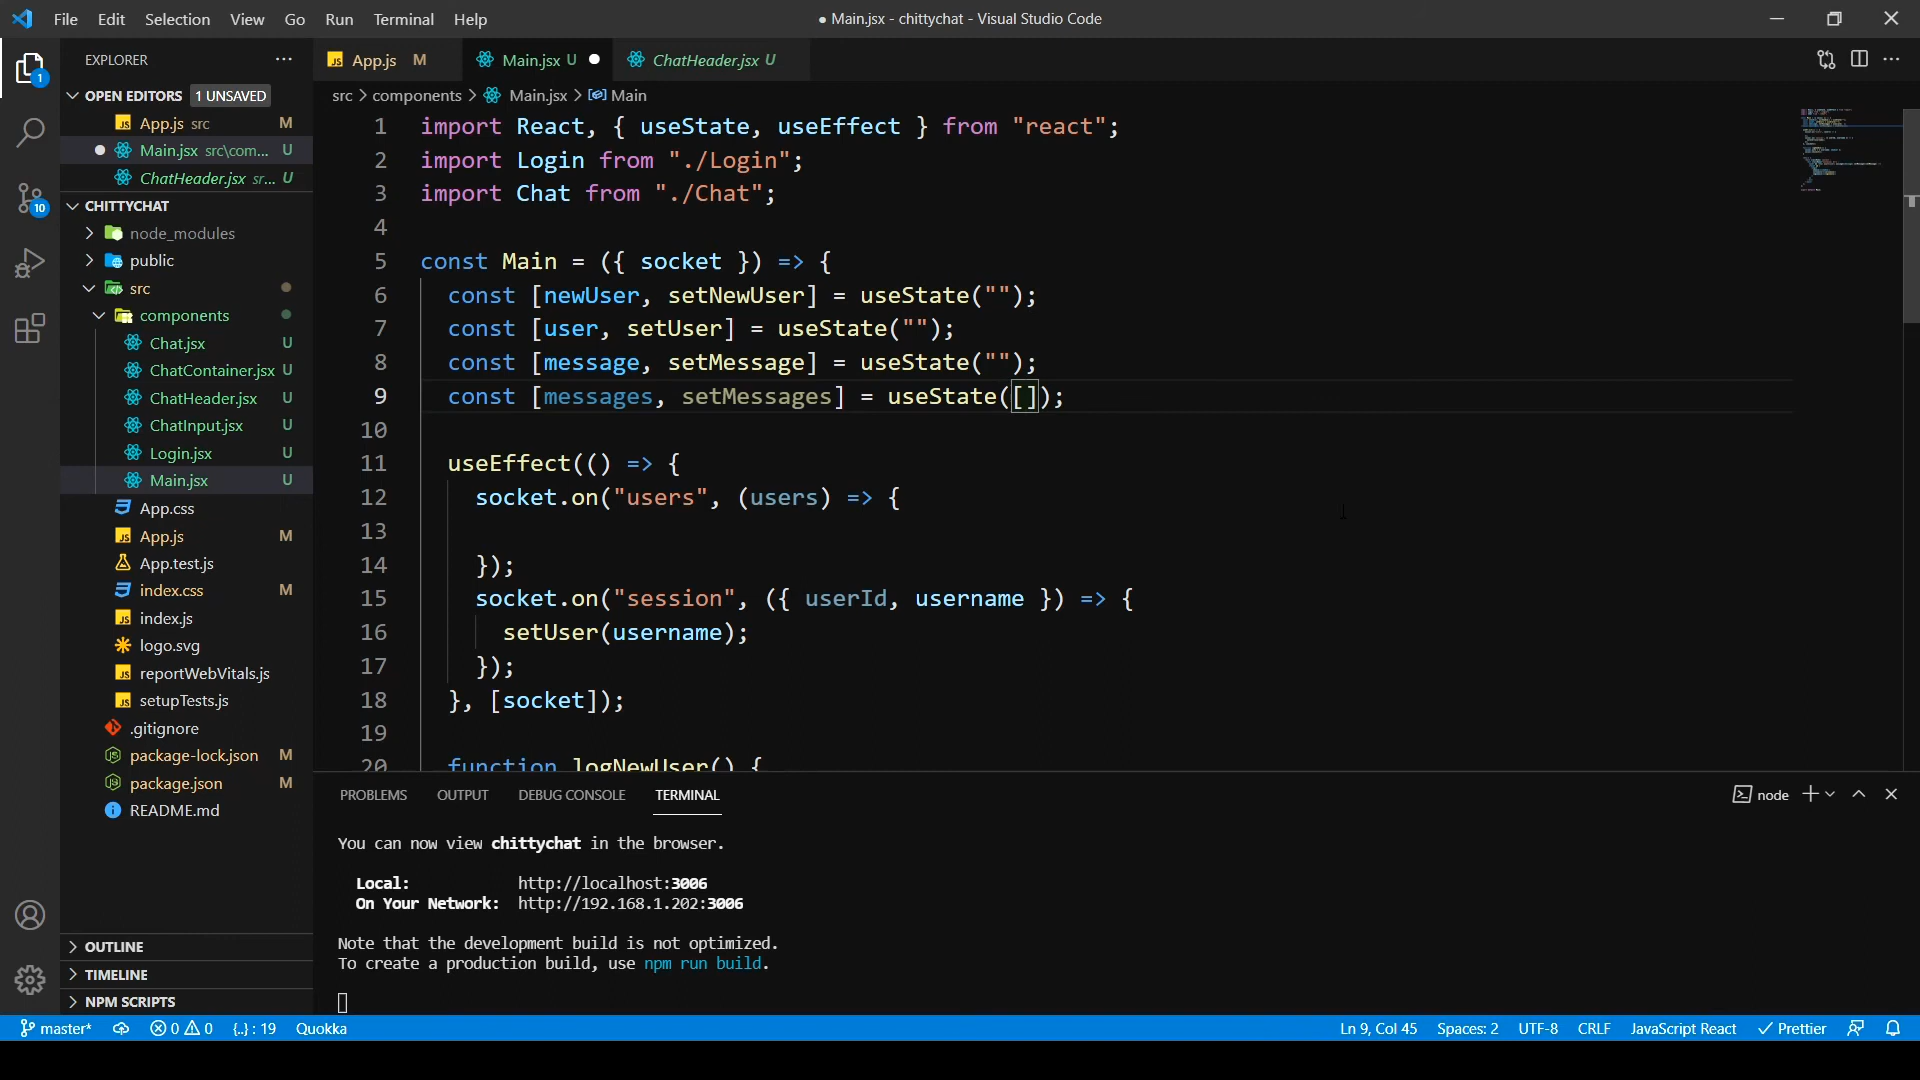 File Edit Selection View Go Run Terminal Help
● Main.jsx - chittychat - Visual Studio Code
EXPLORER
OPEN EDITORS 1 UNSAVED
App.js src M
Main.jsx src\com... U
ChatHeader.jsx sr... U
CHITTYCHAT
node_modules
public
src
components
Chat.jsx U
ChatContainer.jsx U
ChatHeader.jsx U
ChatInput.jsx U
Login.jsx U
Main.jsx U
App.css
App.js M
App.test.js
index.css M
index.js
logo.svg
reportWebVitals.js
setupTests.js
.gitignore
package-lock.json M
package.json M
README.md
OUTLINE
TIMELINE
NPM SCRIPTS
1
10
App.js M
Main.jsx U
ChatHeader.jsx U
src > components > Main.jsx > Main
1 import React, { useState, useEffect } from "react";
2 import Login from "./Login";
3 import Chat from "./Chat";
4
5 const Main = ({ socket }) => {
6 const [newUser, setNewUser] = useState("");
7 const [user, setUser] = useState("");
8 const [message, setMessage] = useState("");
9 const [messages, setMessages] = useState([]);
10
11 useEffect(() => {
12 socket.on("users", (users) => {
13
14 });
15 socket.on("session", ({ userId, username }) => {
16 setUser(username);
17 });
18 }, [socket]);
19
20 function logNewUser() {
PROBLEMS OUTPUT DEBUG CONSOLE TERMINAL
node
You can now view chittychat in the browser.
Local: http://localhost:3006
On Your Network: http://192.168.1.202:3006
Note that the development build is not optimized.
To create a production build, use npm run build.
master* 0 0 {..} : 19 Quokka
Ln 9, Col 45 Spaces: 2 UTF-8 CRLF JavaScript React Prettier